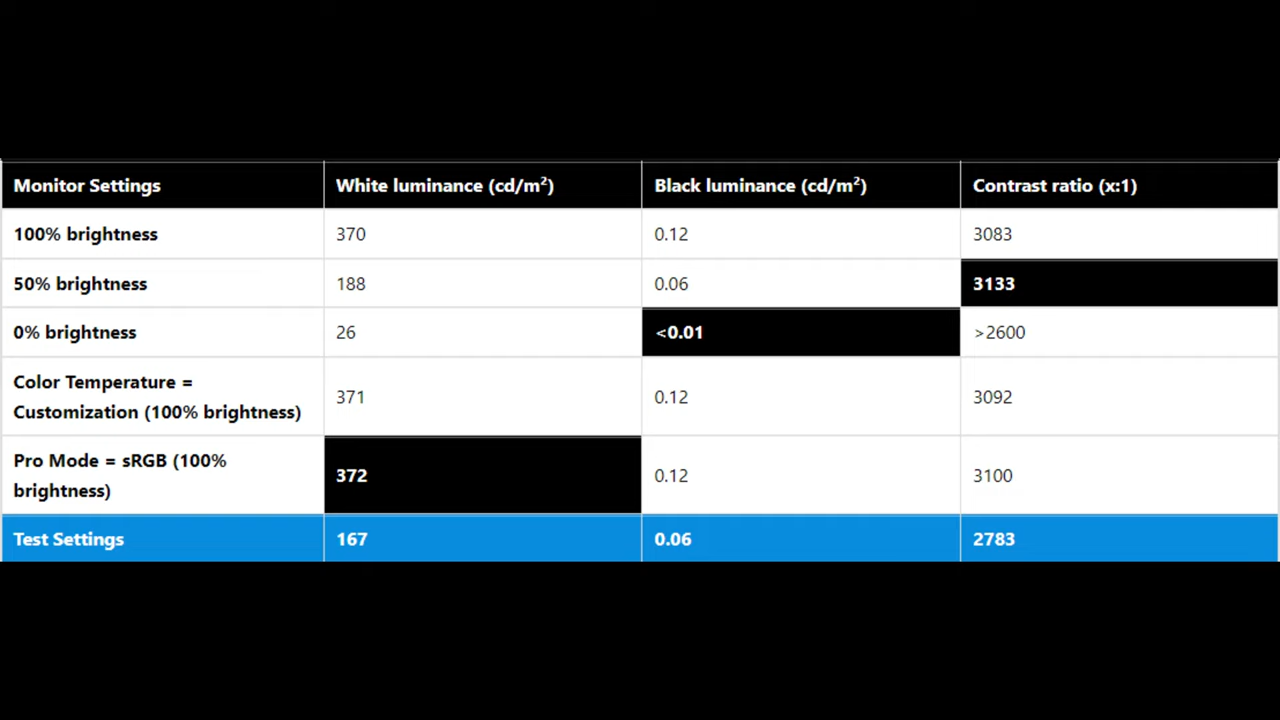 Monitor Settings White luminance (cd/m²) Black luminance (cd/m²) Contrast ratio (x:1)
100% brightness 370 0.12 3083
50% brightness 188 0.06 3133
0% brightness 26 <0.01 >2600
Color Temperature =
Customization (100% brightness) 371 0.12 3092
Pro Mode = sRGB (100%
brightness) 372 0.12 3100
Test Settings 167 0.06 2783